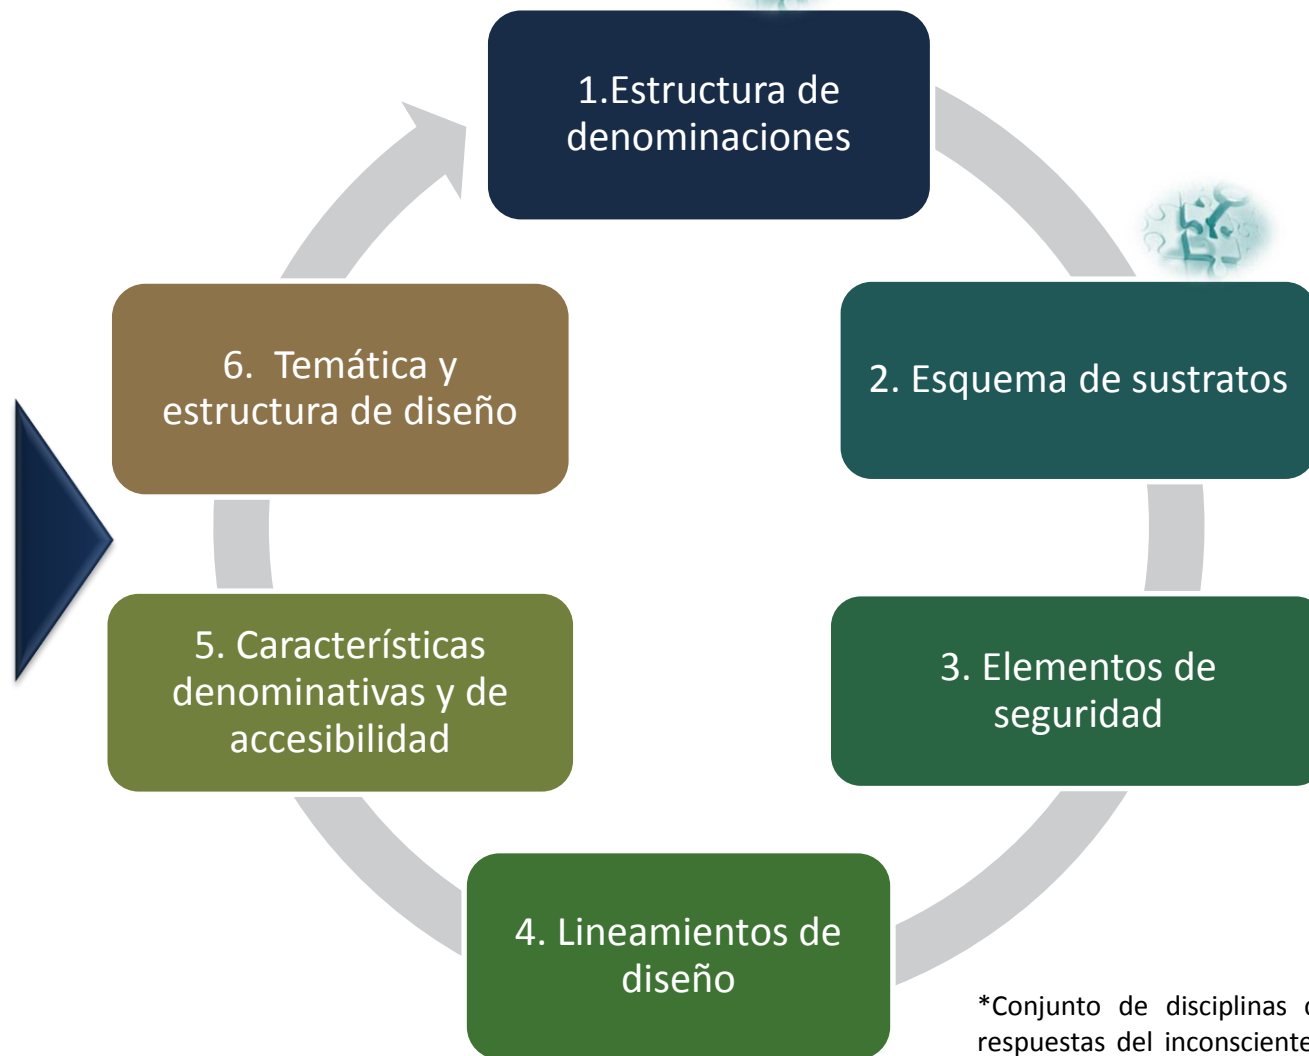 1.Estructura de
denominaciones
2. Esquema de sustratos
3. Elementos de
seguridad
4. Lineamientos de
diseño
5. Características
denominativas y de
accesibilidad
6. Temática y
estructura de diseño
*Conjunto de disciplinas
respuestas del inconsciente